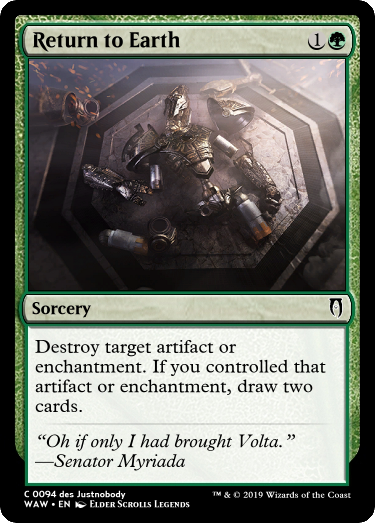 Return to Earth 1
Sorcery
Destroy target artifact or
enchantment. If you controlled that
artifact or enchantment, draw two
cards.
“Oh if only I had brought Volta.”
—Senator Myriada
C 0094 des Justnobody
WAW • EN ELDER SCROLLS LEGENDS
™ & © 2019 Wizards of the Coast